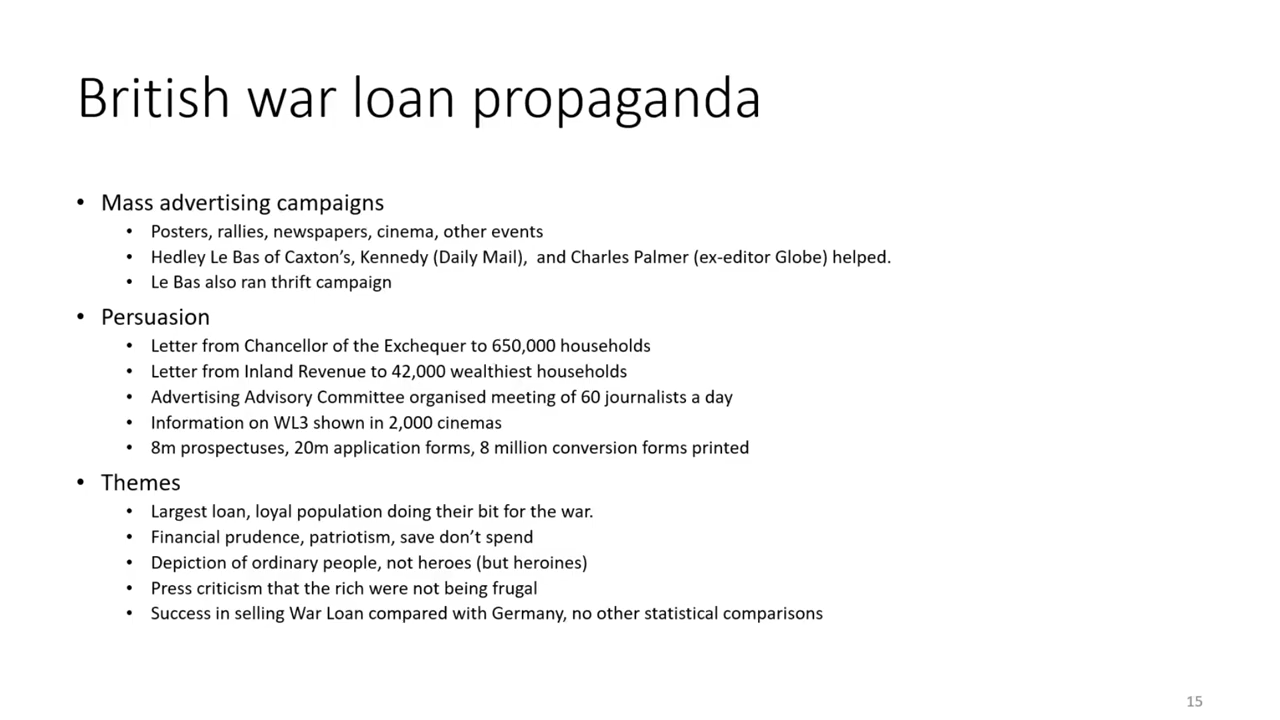 British war loan propaganda
• Mass advertising campaigns
• Posters, rallies, newspapers, cinema, other events
• Hedley Le Bas of Caxton’s, Kennedy (Daily Mail),  and Charles Palmer (ex-editor Globe) helped.
• Le Bas also ran thrift campaign
• Persuasion
• Letter from Chancellor of the Exchequer to 650,000 households
• Letter from Inland Revenue to 42,000 wealthiest households
• Advertising Advisory Committee organised meeting of 60 journalists a day
• Information on WL3 shown in 2,000 cinemas
• 8m prospectuses, 20m application forms, 8 million conversion forms printed
• Themes
• Largest loan, loyal population doing their bit for the war.
• Financial prudence, patriotism, save don’t spend
• Depiction of ordinary people, not heroes (but heroines)
• Press criticism that the rich were not being frugal
• Success in selling War Loan compared with Germany, no other statistical comparisons
15